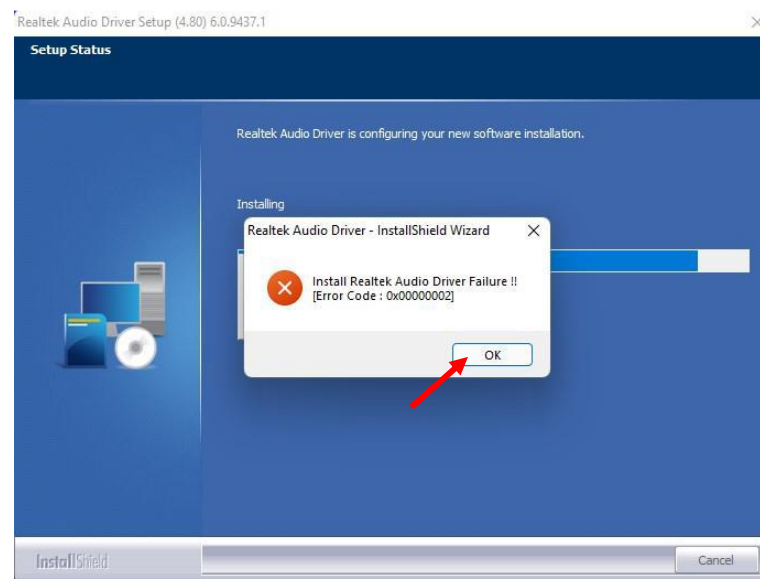 Realtek Audio Driver Setup (4.80) 6.0.9437.1
Setup Status
Realtek Audio Driver is configuring your new software installation.
Installing
Realtek Audio Driver - InstallShield Wizard
Install Realtek Audio Driver Failure !!
[Error Code : 0x00000002]
OK
InstallShield
Cancel